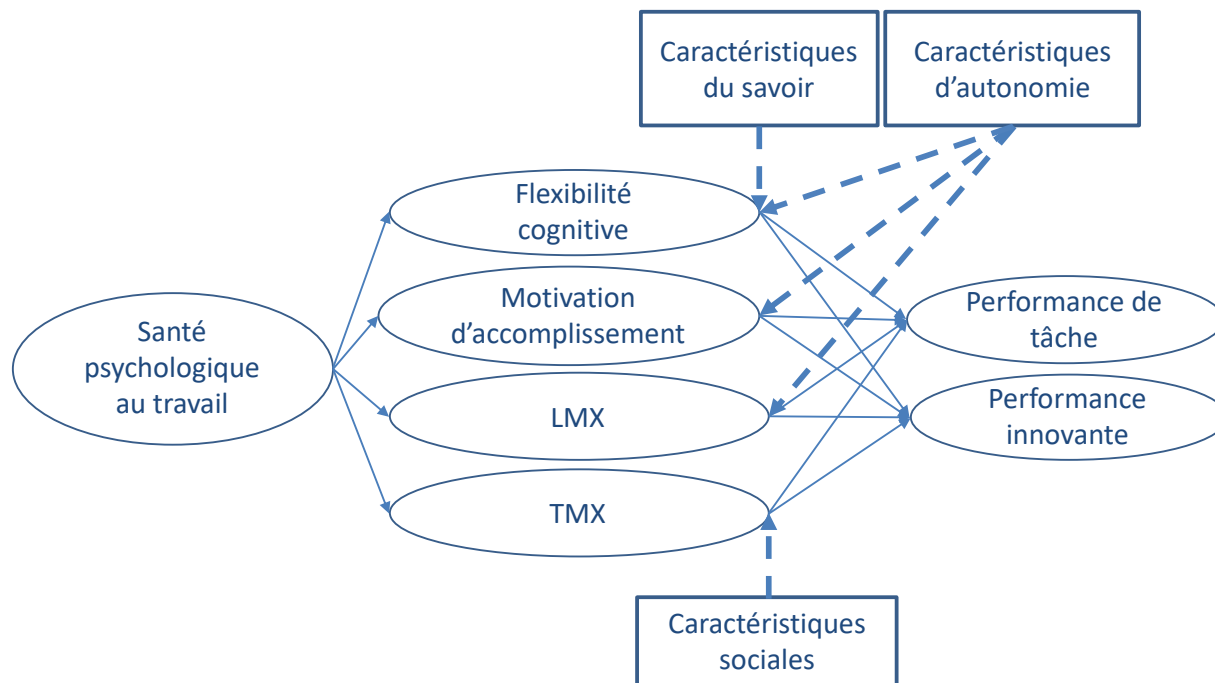 Caractéristiques
du savoir
Caractéristiques
d’autonomie
Flexibilité
cognitive
Motivation
d’accomplissement
Santé
psychologique
au travail
LMX
TMX
Performance de
tâche
Performance
innovante
Caractéristiques
sociales